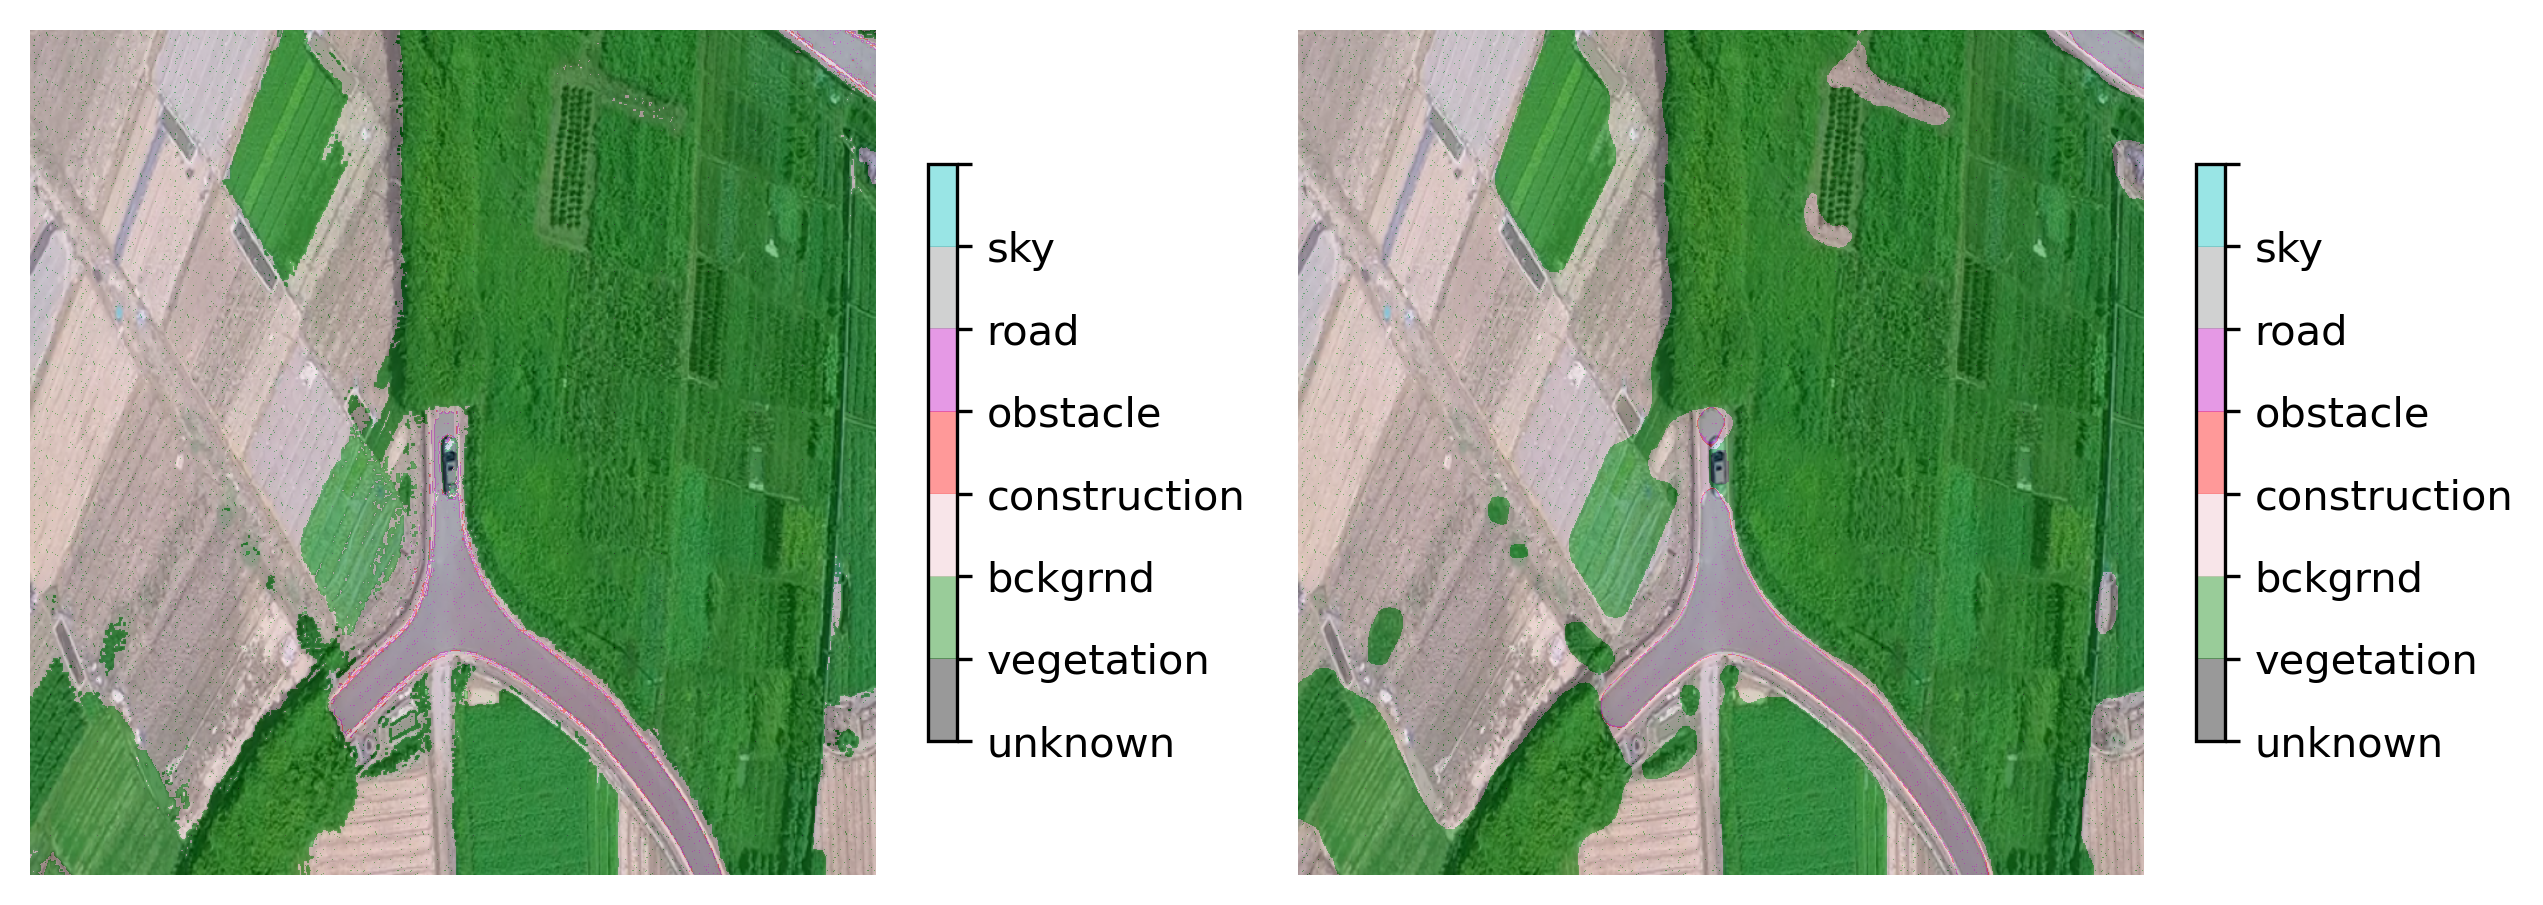 sky
road
obstacle
construction
bckgrnd
vegetation
unknown
sky
road
obstacle
construction
bckgrnd
vegetation
unknown